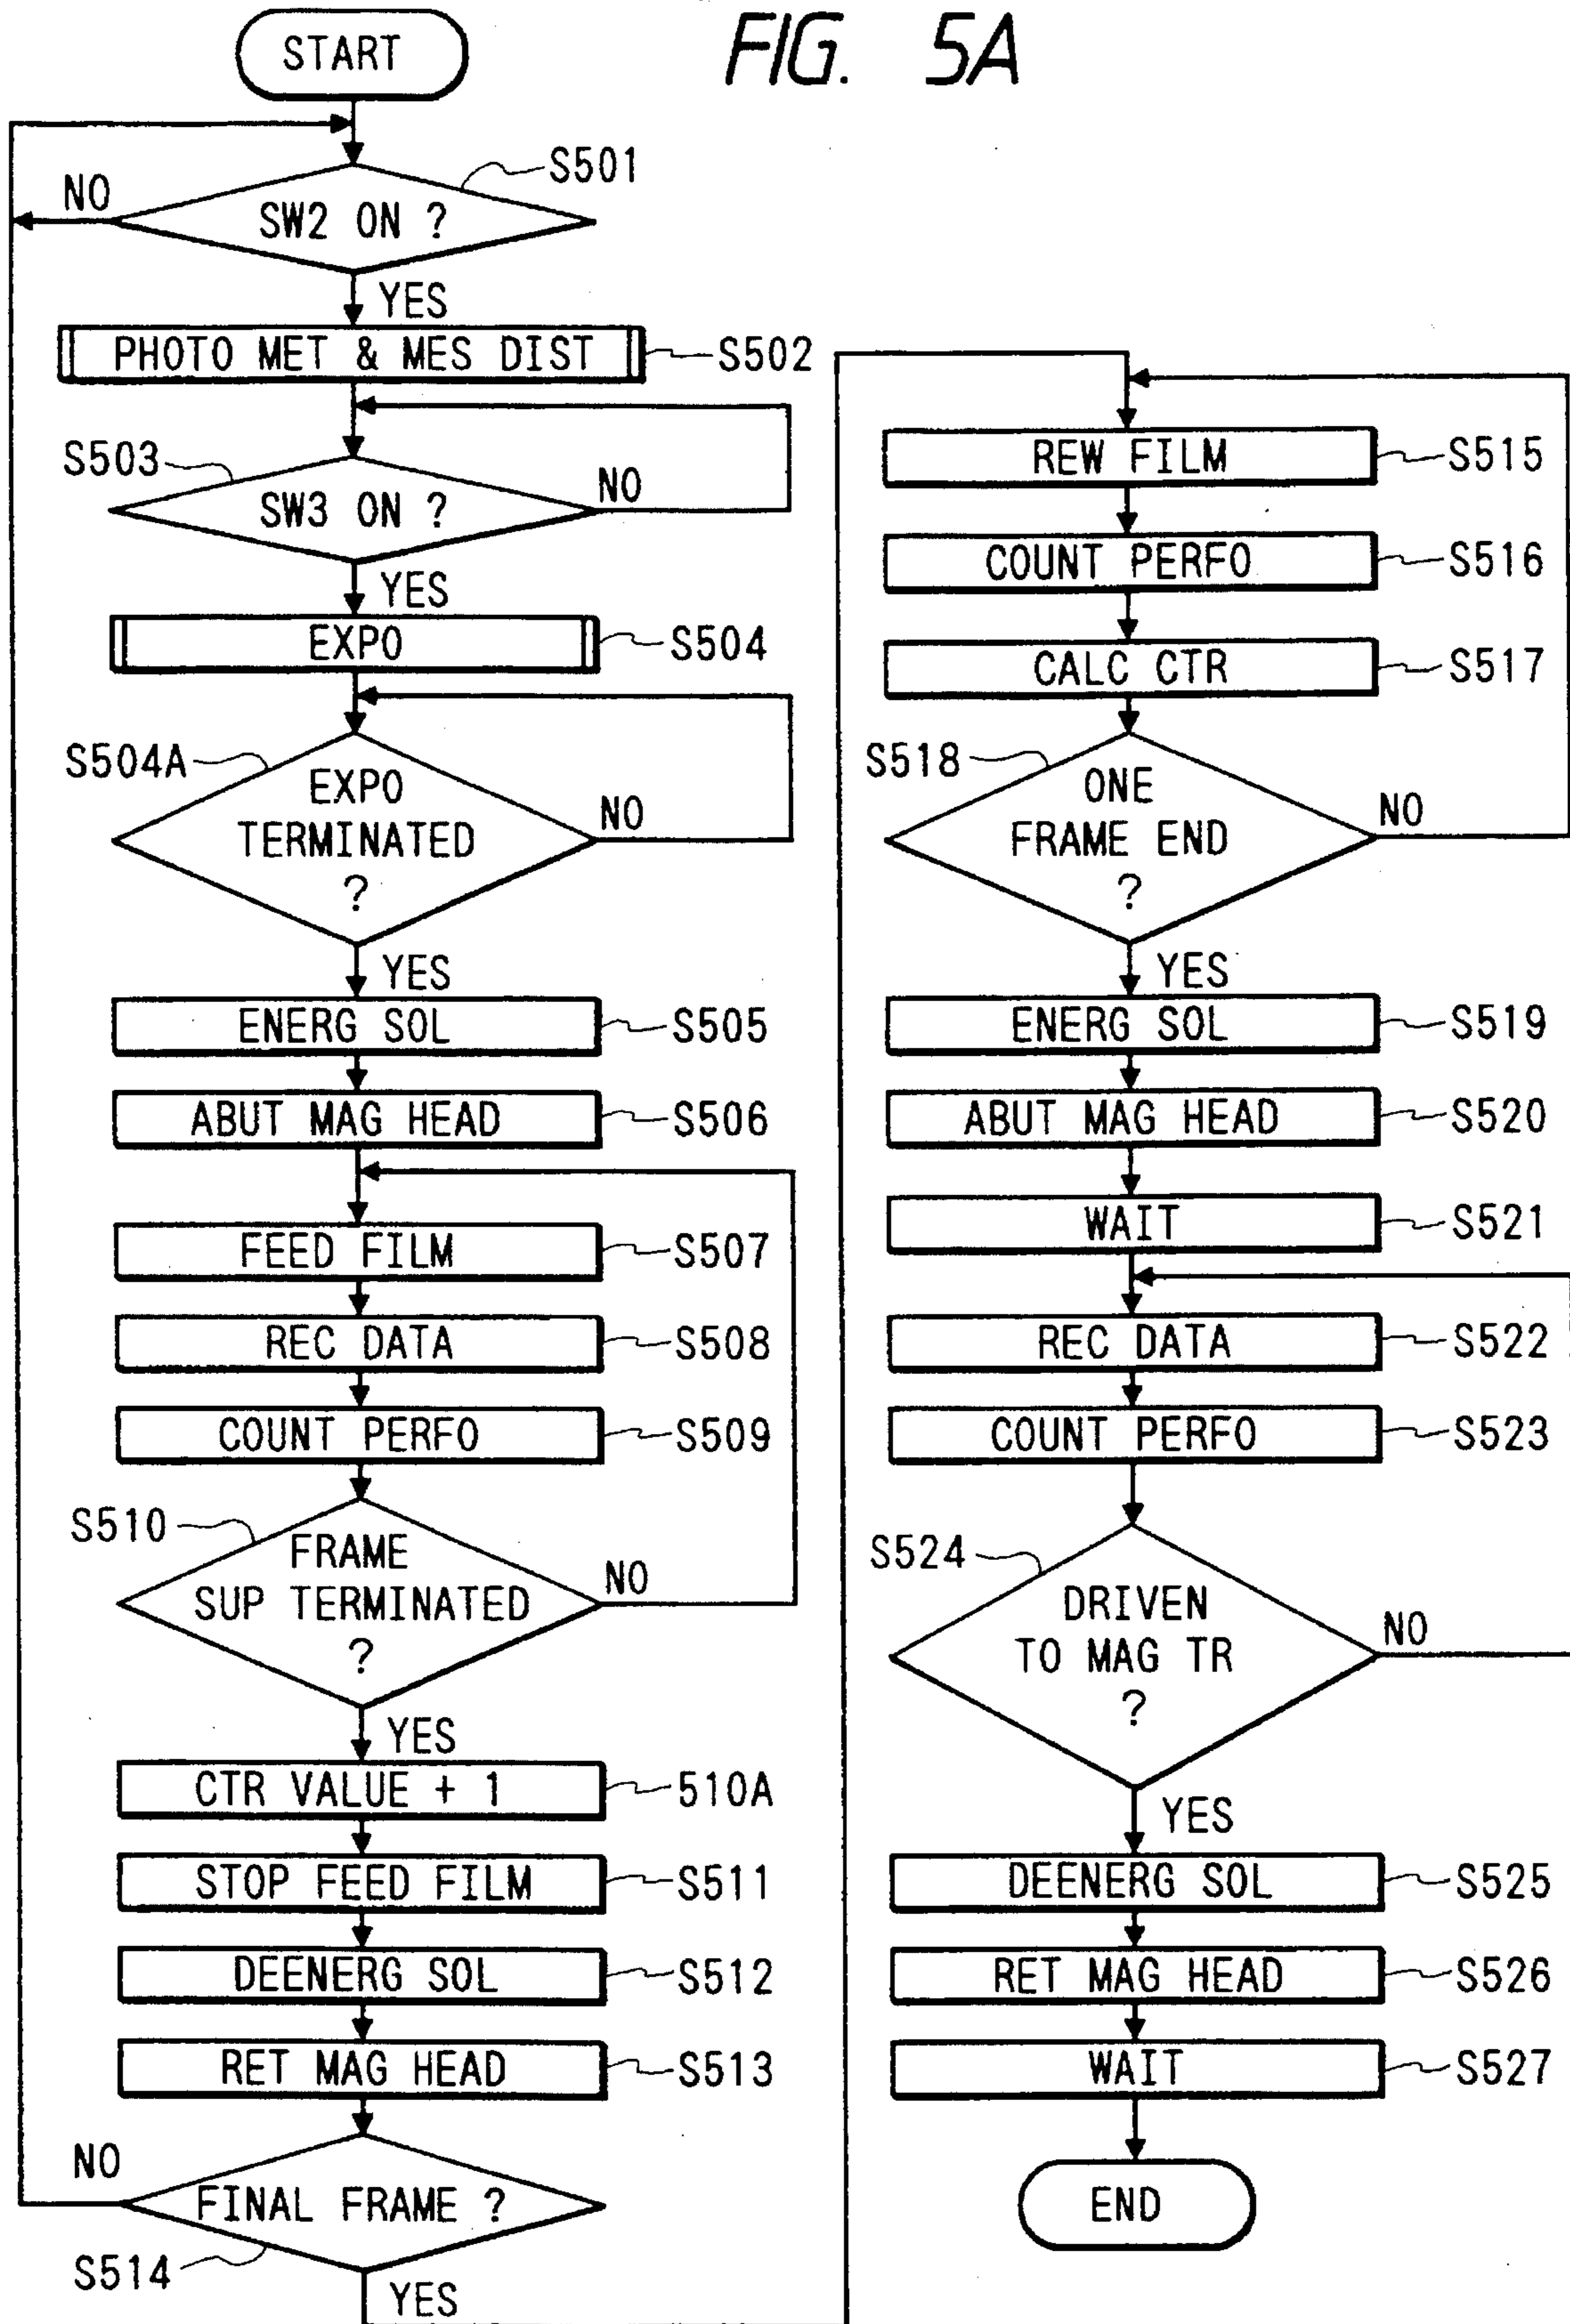 FIG. 5A
START
S501
NO
SW2 ON ?
YES
PHOTO MET & MES DIST
S502
S503
SW3 ON ?
NO
YES
EXPO
S504
S504A
EXPO
TERMINATED
?
NO
YES
ENERG SOL
S505
ABUT MAG HEAD
S506
FEED FILM
S507
REC DATA
S508
COUNT PERFO
S509
S510
FRAME
SUP TERMINATED
?
NO
YES
CTR VALUE + 1
510A
STOP FEED FILM
S511
DEENERG SOL
S512
RET MAG HEAD
S513
NO
FINAL FRAME ?
S514
YES
REW FILM
S515
COUNT PERFO
S516
CALC CTR
S517
S518
ONE
FRAME END
?
NO
YES
ENERG SOL
S519
ABUT MAG HEAD
S520
WAIT
S521
REC DATA
S522
COUNT PERFO
S523
S524
DRIVEN
TO MAG TR
?
NO
YES
DEENERG SOL
S525
RET MAG HEAD
S526
WAIT
S527
END